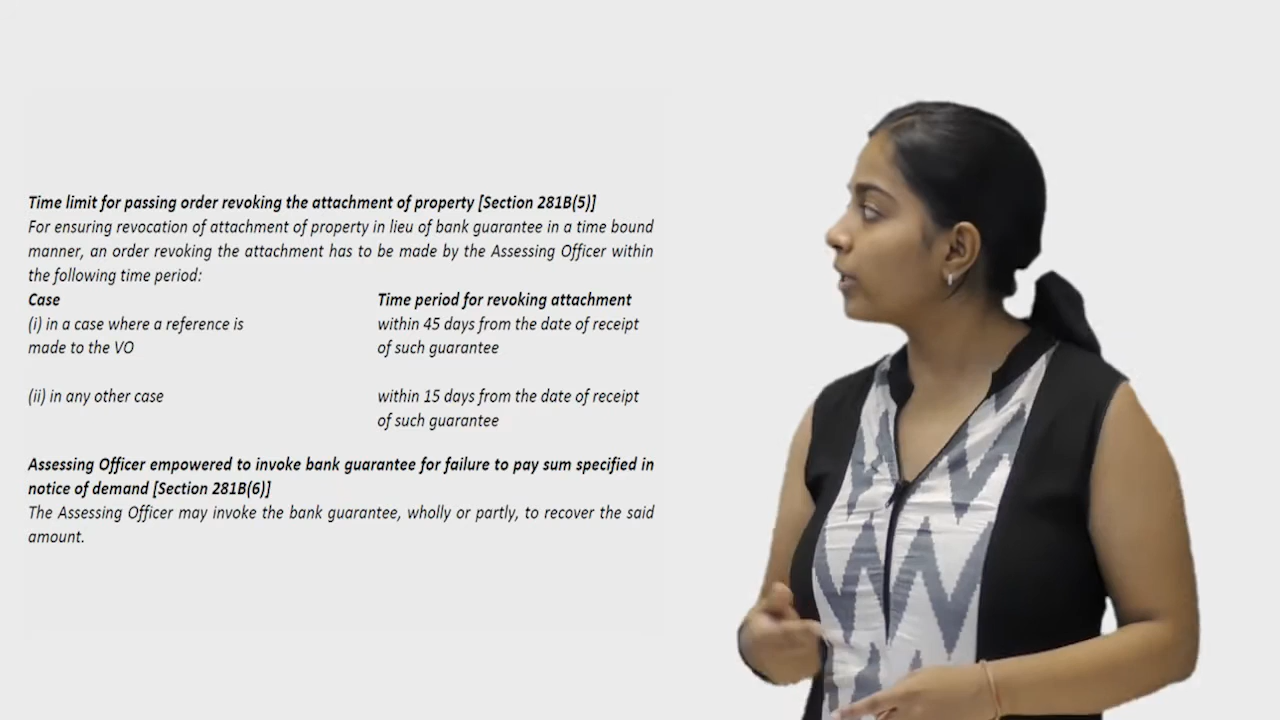 Time limit for passing order revoking the attachment of property [Section 281B(5)]
For ensuring revocation of attachment of property in lieu of bank guarantee in a time bound
manner, an order revoking the attachment has to be made by the Assessing Officer within
the following time period:
Case Time period for revoking attachment
(i) in a case where a reference is within 45 days from the date of receipt
made to the VO of such guarantee
(ii) in any other case within 15 days from the date of receipt
of such guarantee
Assessing Officer empowered to invoke bank guarantee for failure to pay sum specified in
notice of demand [Section 281B(6)]
The Assessing Officer may invoke the bank guarantee, wholly or partly, to recover the said
amount.